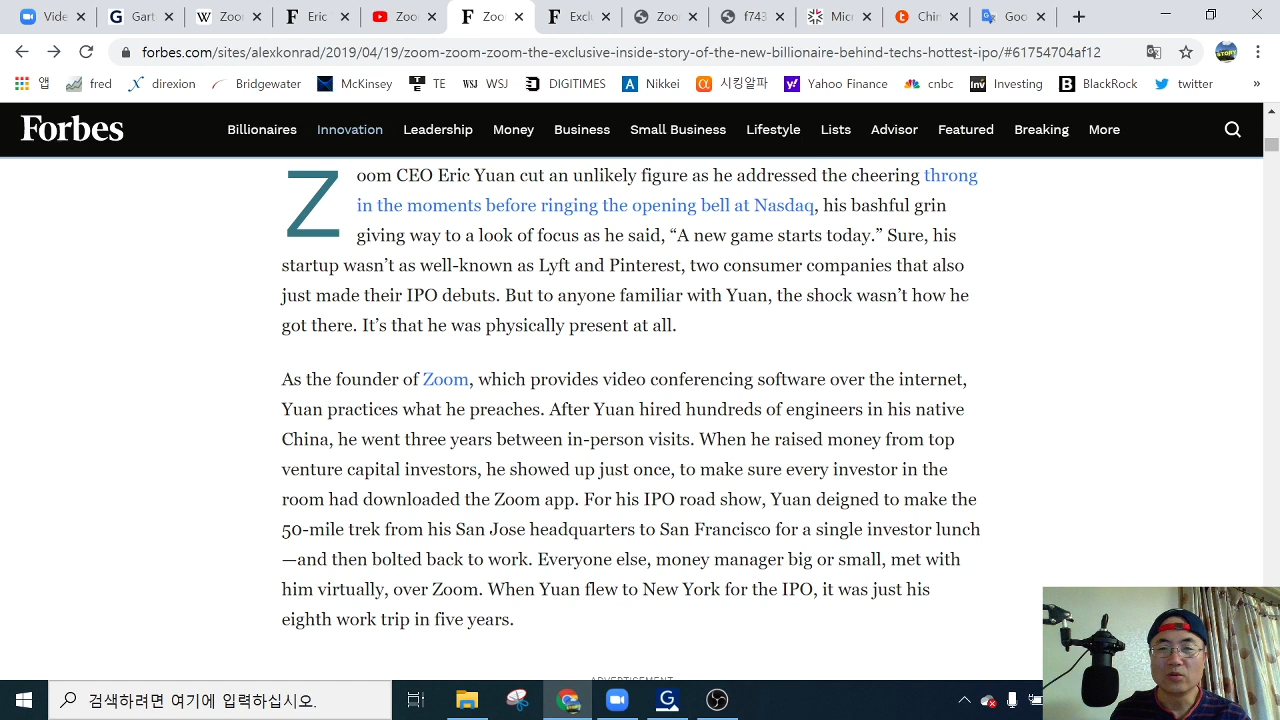 Vide
Gart
Zoon
Eric
Zoo
Zoo
Exclu
Zoo
f743
Micr
Chin
Goo
forbes.com/sites/alexkonrad/2019/04/19/zoom-zoom-zoom-the-exclusive-inside-story-of-the-new-billionaire-behind-techs-hottest-ipo/#61754704af12
앱 fred direxion Bridgewater McKinsey TE WSJ DIGITIMES Nikkei 시킹알파 Yahoo Finance cnbc Investing BlackRock twitter »
Forbes Billionaires Innovation Leadership Money Business Small Business Lifestyle Lists Advisor Featured Breaking More
Zoom CEO Eric Yuan cut an unlikely figure as he addressed the cheering throng
in the moments before ringing the opening bell at Nasdaq, his bashful grin
giving way to a look of focus as he said, “A new game starts today.” Sure, his
startup wasn’t as well-known as Lyft and Pinterest, two consumer companies that also
just made their IPO debuts. But to anyone familiar with Yuan, the shock wasn’t how he
got there. It’s that he was physically present at all.
As the founder of Zoom, which provides video conferencing software over the internet,
Yuan practices what he preaches. After Yuan hired hundreds of engineers in his native
China, he went three years between in-person visits. When he raised money from top
venture capital investors, he showed up just once, to make sure every investor in the
room had downloaded the Zoom app. For his IPO road show, Yuan deigned to make the
50-mile trek from his San Jose headquarters to San Francisco for a single investor lunch
—and then bolted back to work. Everyone else, money manager big or small, met with
him virtually, over Zoom. When Yuan flew to New York for the IPO, it was just his
eighth work trip in five years.
ADVERTISEMENT
검색하려면 여기에 입력하십시오.